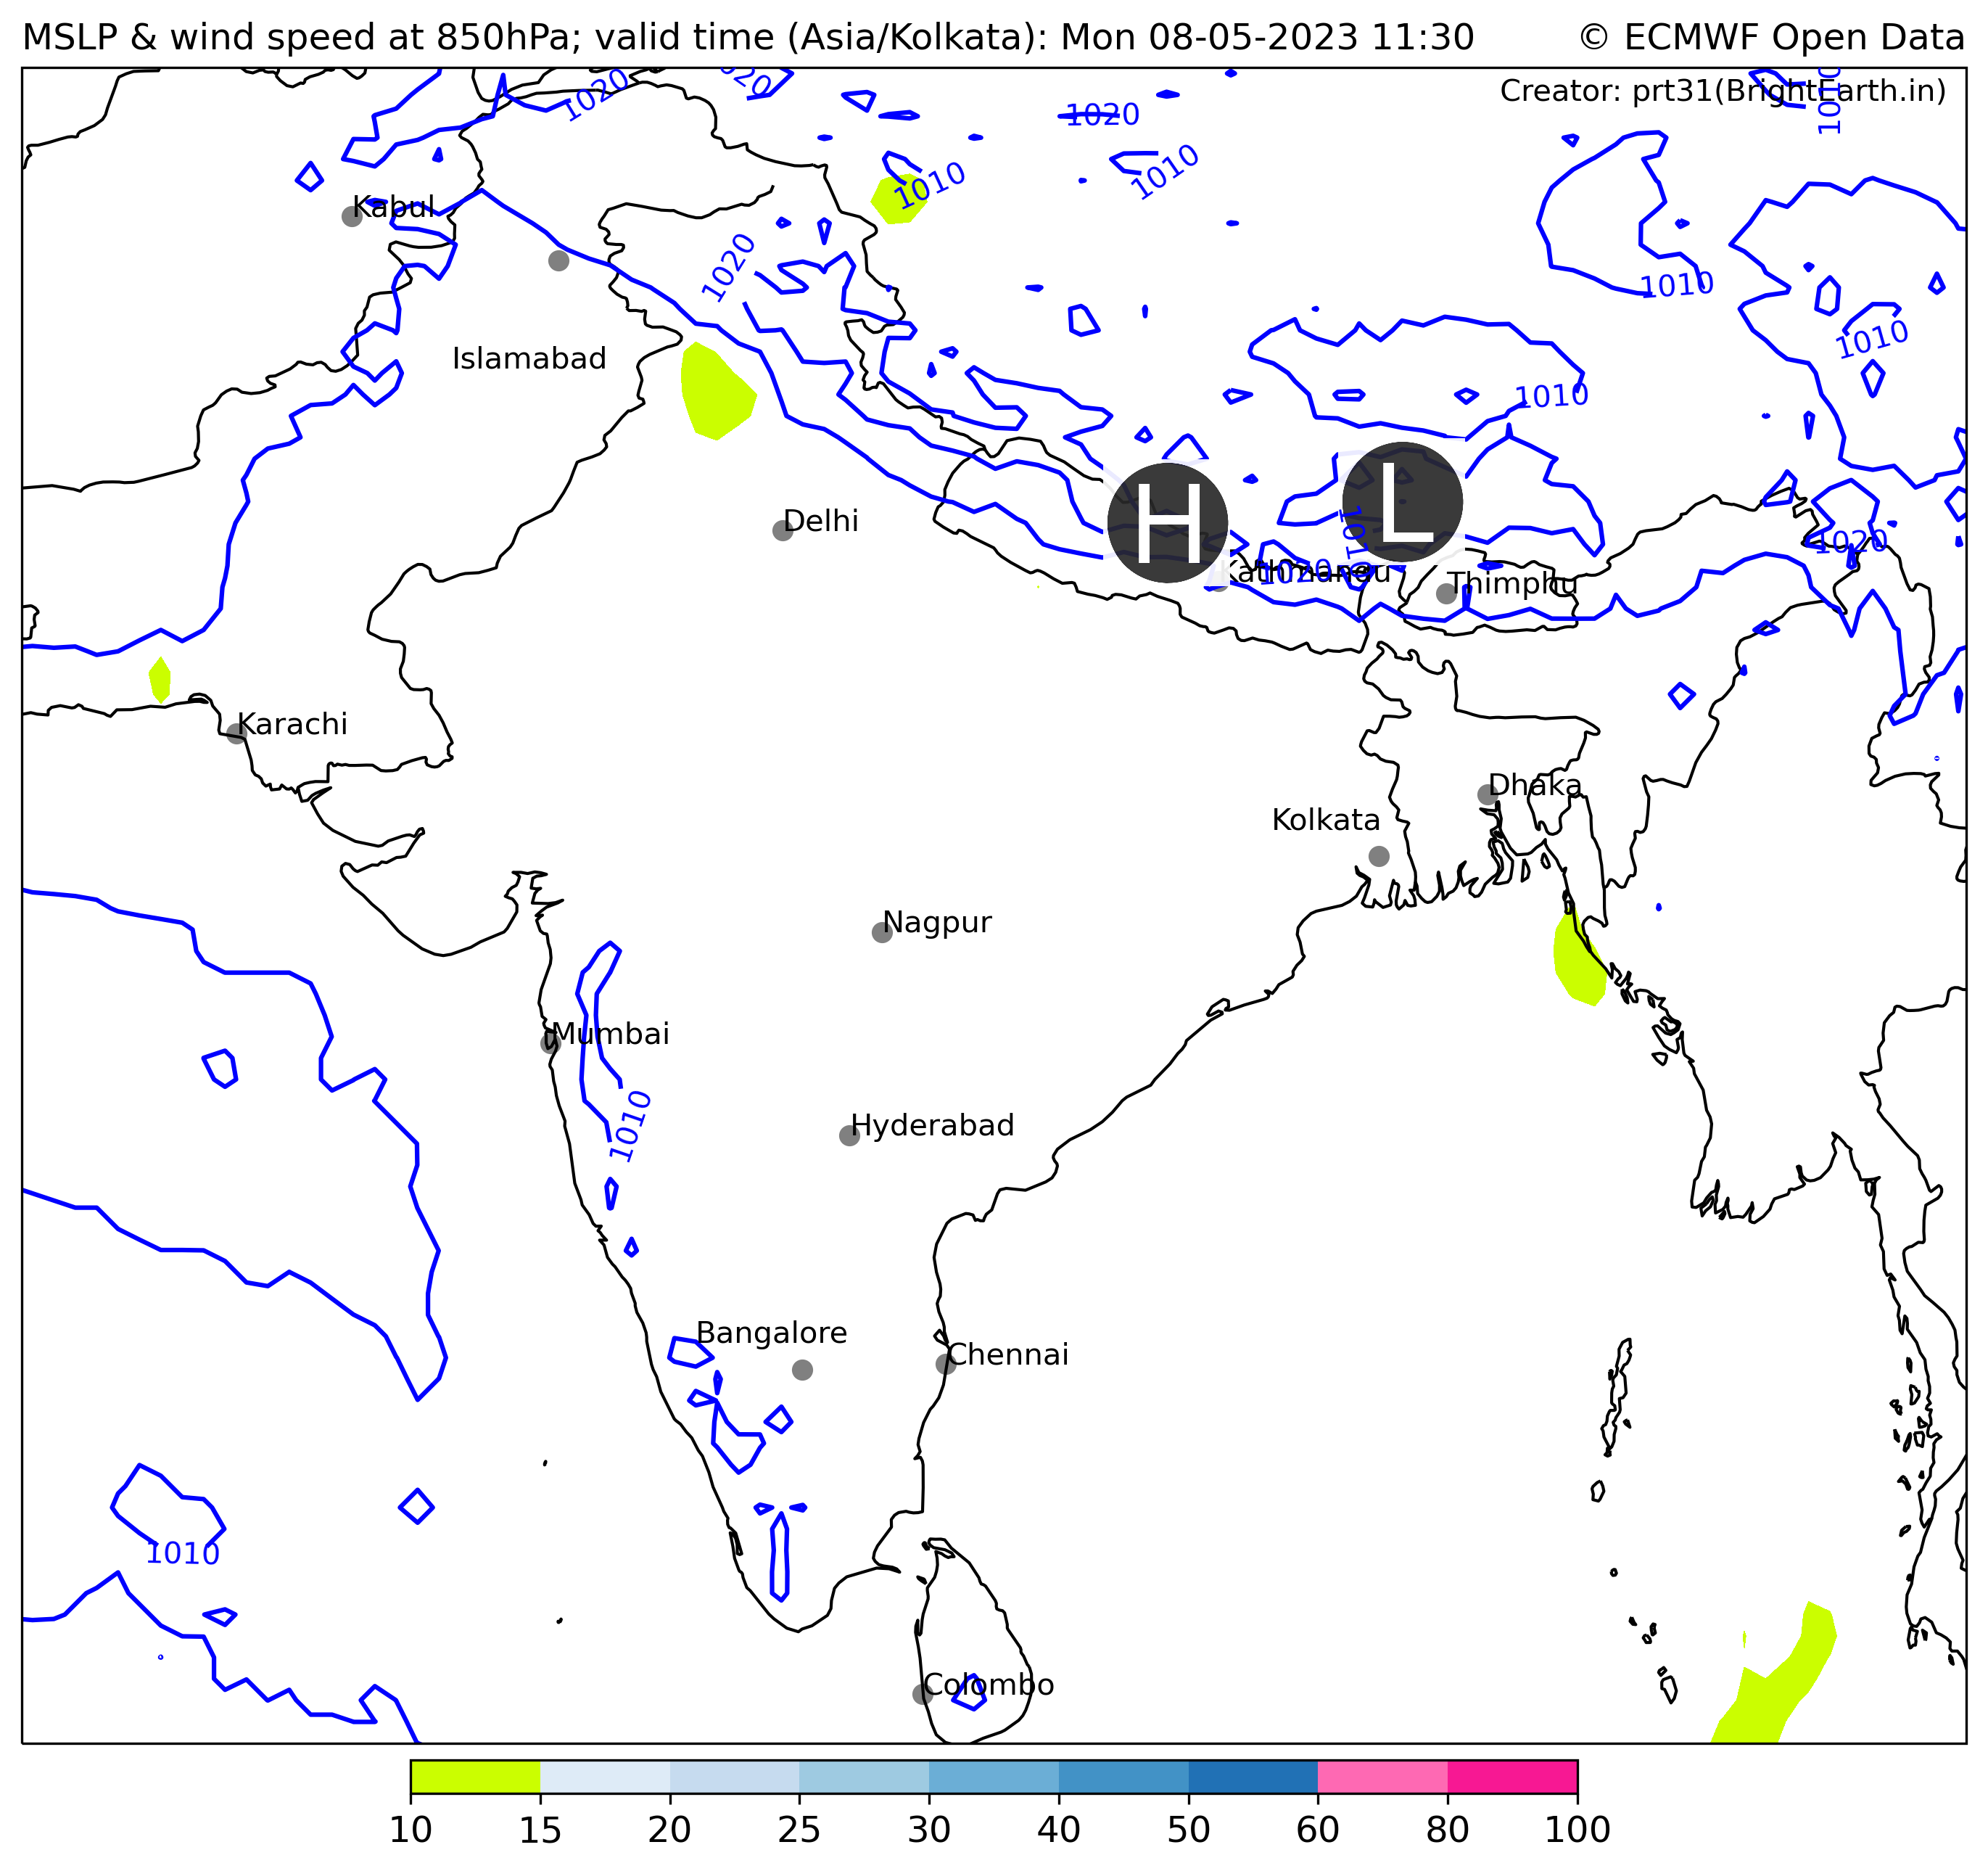 MSLP & wind speed at 850hPa; valid time (Asia/Kolkata): Mon 08-05-2023 11:30
© ECMWF Open Data
Creator: prt31(BrightEarth.in)
1020
1020
1020
1010
1010
1010
Kabul
1020
1010
1010
Islamabad
1010
H
L
Delhi
1010
1020
Kathmandu
1020
Thimphu
Karachi
Dhaka
Kolkata
Nagpur
Mumbai
1010
Hyderabad
Bangalore
Chennai
1010
Colombo
10 15 20 25 30 40 50 60 80 100